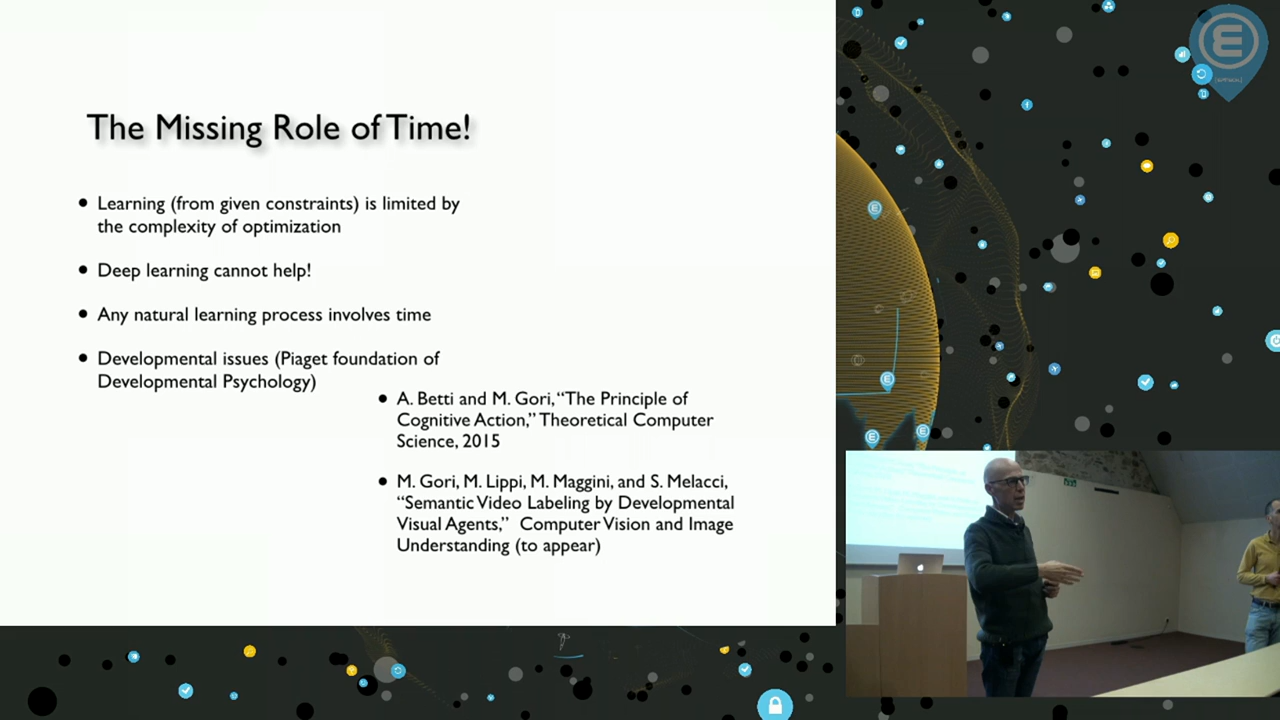 The Missing Role of Time!
• Learning (from given constraints) is limited by
the complexity of optimization
• Deep learning cannot help!
• Any natural learning process involves time
• Developmental issues (Piaget foundation of
Developmental Psychology)
• A. Betti and M. Gori, “The Principle of
Cognitive Action,” Theoretical Computer
Science, 2015
• M. Gori, M. Lippi, M. Maggini, and S. Melacci,
“Semantic Video Labeling by Developmental
Visual Agents,” Computer Vision and Image
Understanding (to appear)